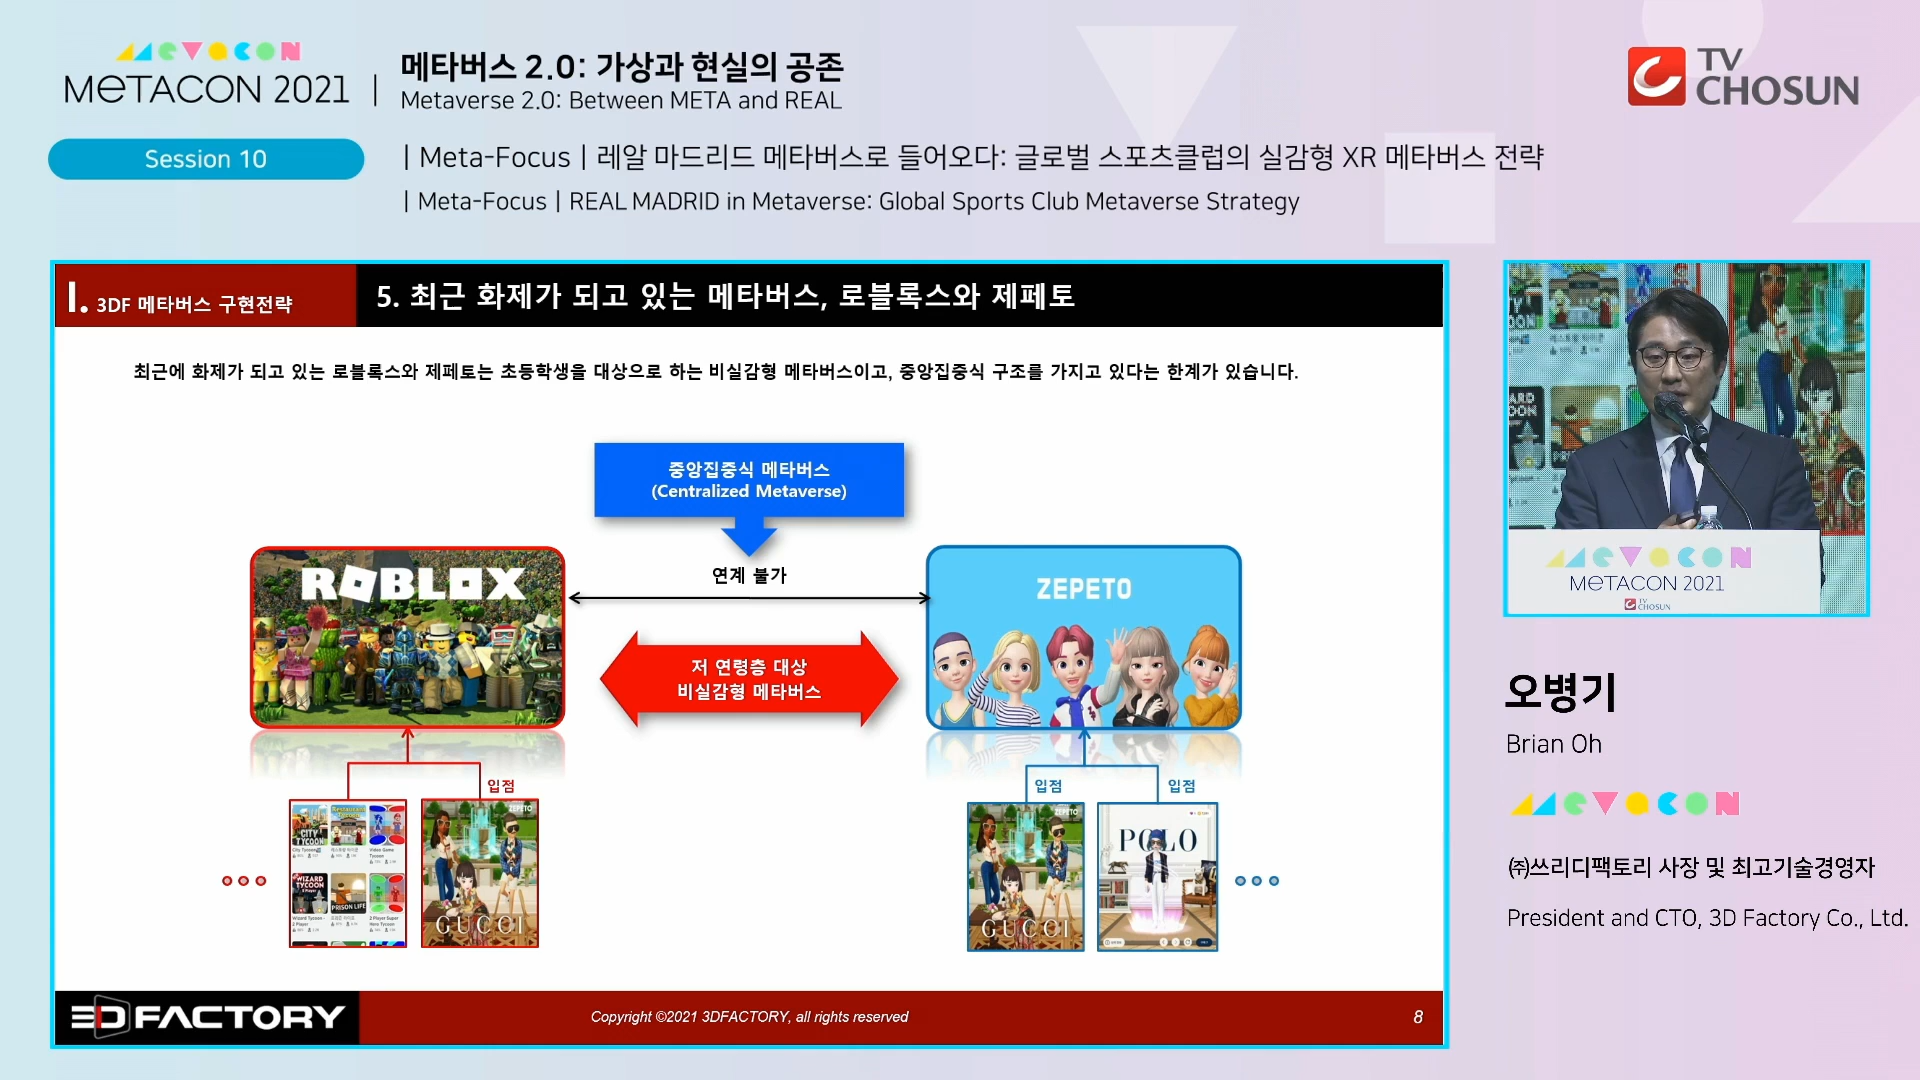 MEVACON
METACON 2021
메타버스 2.0: 가상과 현실의 공존
Metaverse 2.0: Between META and REAL
TV CHOSUN
Session 10
| Meta-Focus | 레알 마드리드 메타버스로 들어오다: 글로벌 스포츠클럽의 실감형 XR 메타버스 전략
| Meta-Focus | REAL MADRID in Metaverse: Global Sports Club Metaverse Strategy
I. 3DF 메타버스 구현전략
5. 최근 화제가 되고 있는 메타버스, 로블록스와 제페토
최근에 화제가 되고 있는 로블록스와 제페토는 초등학생을 대상으로 하는 비실감형 메타버스이고, 중앙집중식 구조를 가지고 있다는 한계가 있습니다.
중앙집중식 메타버스
(Centralized Metaverse)
연계 불가
ROBLOX
ZEPETO
저 연령층 대상
비실감형 메타버스
입점
입점
입점
CITY TYCOON
WIZARD TYCOON
PRISON LIFE
ZEPETO
GUCCI
ZEPETO
GUCCI
POLO
3DFACTORY
Copyright ©2021 3DFACTORY, all rights reserved
8
METACON 2021
TV CHOSUN
오병기
Brian Oh
㈜쓰리디팩토리 사장 및 최고기술경영자
President and CTO, 3D Factory Co., Ltd.